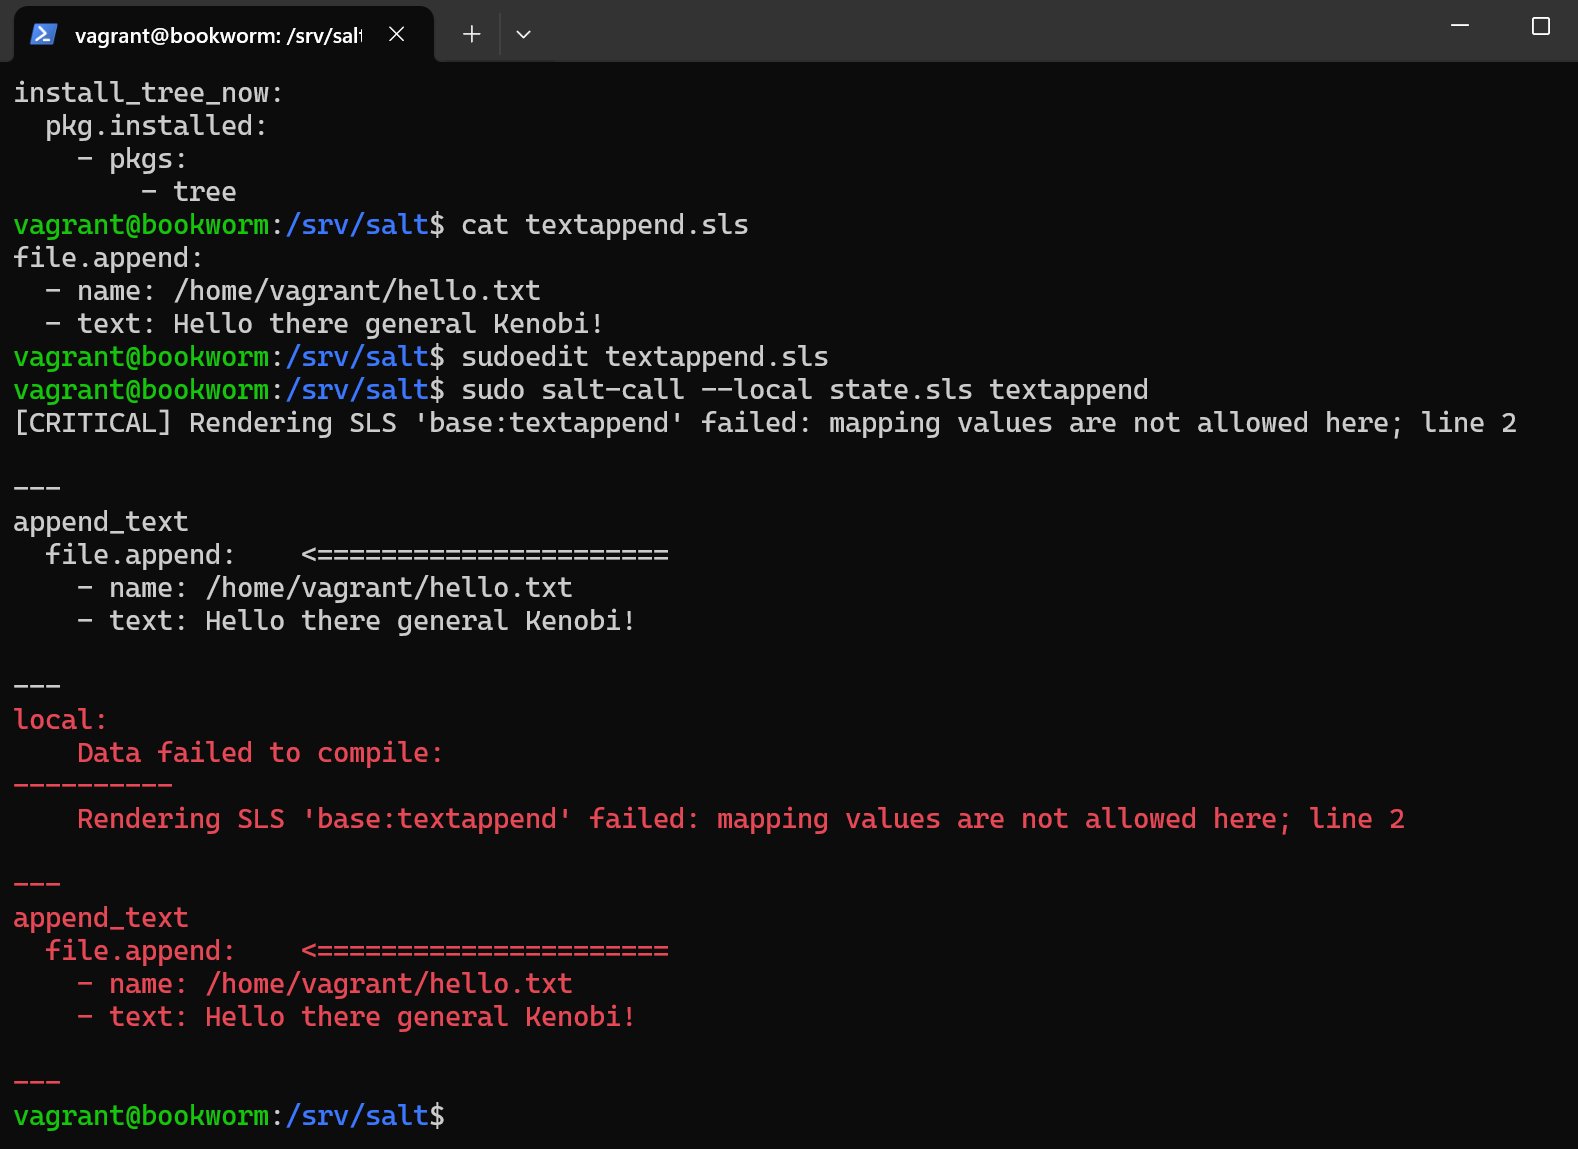 vagrant@bookworm: /srv/salt
install_tree_now:
  pkg.installed:
    - pkgs:
        - tree
vagrant@bookworm:/srv/salt$ cat textappend.sls
file.append:
  - name: /home/vagrant/hello.txt
  - text: Hello there general Kenobi!
vagrant@bookworm:/srv/salt$ sudoedit textappend.sls
vagrant@bookworm:/srv/salt$ sudo salt-call --local state.sls textappend
[CRITICAL] Rendering SLS 'base:textappend' failed: mapping values are not allowed here; line 2

---
append_text
  file.append:    <======================
    - name: /home/vagrant/hello.txt
    - text: Hello there general Kenobi!

---
local:
    Data failed to compile:
----------
    Rendering SLS 'base:textappend' failed: mapping values are not allowed here; line 2

---
append_text
  file.append:    <======================
    - name: /home/vagrant/hello.txt
    - text: Hello there general Kenobi!

---
vagrant@bookworm:/srv/salt$